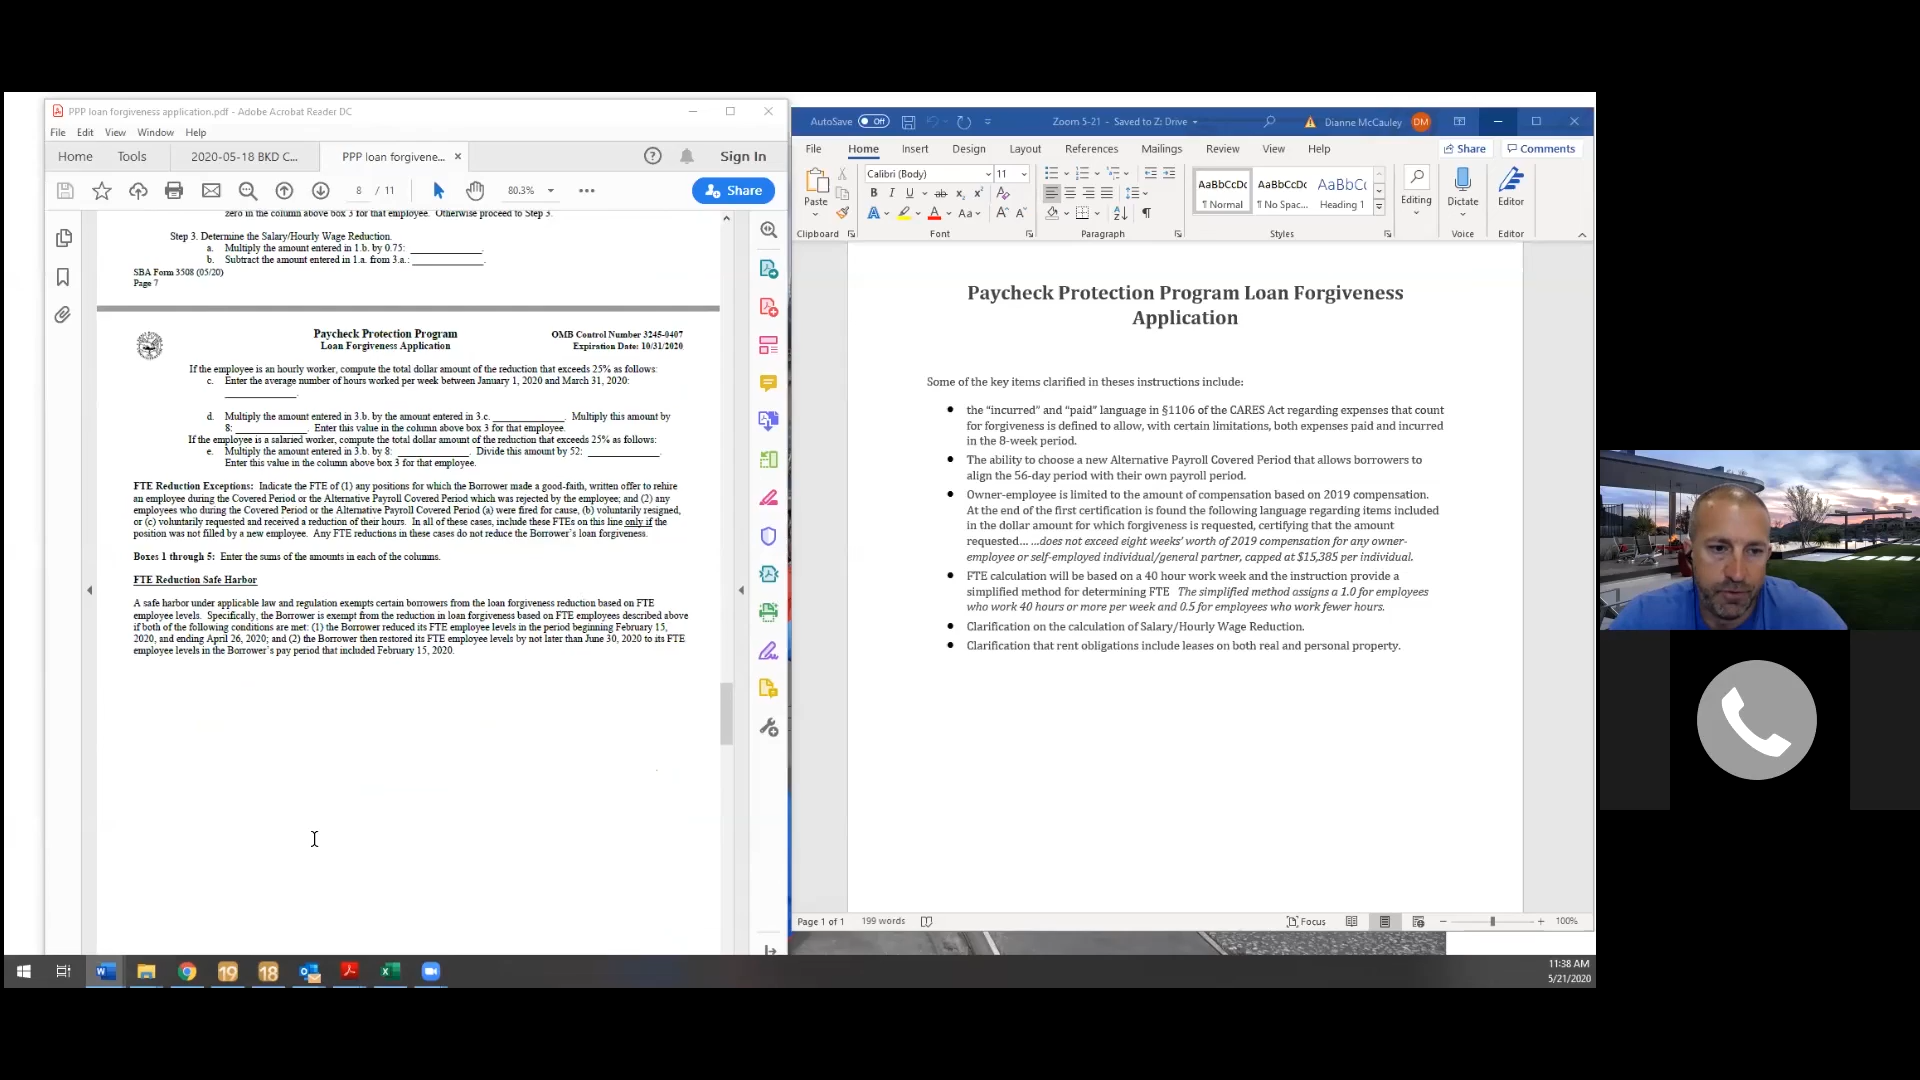 PPP loan forgiveness application.pdf - Adobe Acrobat Reader DC
File Edit View Window Help
Home Tools 2020-05-18 BKD C... PPP loan forgivene... ×
Sign In
8 / 11 80.3% Share
zero in the column above box 3 for that employee. Otherwise proceed to Step 3.
Step 3. Determine the Salary/Hourly Wage Reduction.
a. Multiply the amount entered in 1.b. by 0.75: ____________.
b. Subtract the amount entered in 1.a. from 3.a.: ____________.
SBA Form 3508 (05/20)
Page 7
Paycheck Protection Program OMB Control Number 3245-0407
Loan Forgiveness Application Expiration Date: 10/31/2020
If the employee is an hourly worker, compute the total dollar amount of the reduction that exceeds 25% as follows:
c. Enter the average number of hours worked per week between January 1, 2020 and March 31, 2020:
____________.
d. Multiply the amount entered in 3.b. by the amount entered in 3.c. ____________. Multiply this amount by
8: ____________. Enter this value in the column above box 3 for that employee.
If the employee is a salaried worker, compute the total dollar amount of the reduction that exceeds 25% as follows:
e. Multiply the amount entered in 3.b. by 8: ____________. Divide this amount by 52: ____________.
Enter this value in the column above box 3 for that employee.
FTE Reduction Exceptions: Indicate the FTE of (1) any positions for which the Borrower made a good-faith, written offer to rehire
an employee during the Covered Period or the Alternative Payroll Covered Period which was rejected by the employee; and (2) any
employees who during the Covered Period or the Alternative Payroll Covered Period (a) were fired for cause, (b) voluntarily resigned,
or (c) voluntarily requested and received a reduction of their hours. In all of these cases, include these FTEs on this line only if the
position was not filled by a new employee. Any FTE reductions in these cases do not reduce the Borrower's loan forgiveness.
Boxes 1 through 5: Enter the sums of the amounts in each of the columns.
FTE Reduction Safe Harbor
A safe harbor under applicable law and regulation exempts certain borrowers from the loan forgiveness reduction based on FTE
employee levels. Specifically, the Borrower is exempt from the reduction in loan forgiveness based on FTE employees described above
if both of the following conditions are met: (1) the Borrower reduced its FTE employee levels in the period beginning February 15,
2020, and ending April 26, 2020; and (2) the Borrower then restored its FTE employee levels by not later than June 30, 2020 to its FTE
employee levels in the Borrower's pay period that included February 15, 2020.
AutoSave Off Zoom 5-21 - Saved to Z: Drive Dianne McCauley DM
File Home Insert Design Layout References Mailings Review View Help Share Comments
Calibri (Body) 11
Paste
B I U ab x₂ x²
A A Aa A A
AaBbCcDc AaBbCcDc AaBbCc
¶ Normal ¶ No Spac... Heading 1
Editing Dictate Editor
Clipboard Font Paragraph Styles Voice Editor
Paycheck Protection Program Loan Forgiveness
Application
Some of the key items clarified in theses instructions include:
● the “incurred” and “paid” language in §1106 of the CARES Act regarding expenses that count
for forgiveness is defined to allow, with certain limitations, both expenses paid and incurred
in the 8-week period.
● The ability to choose a new Alternative Payroll Covered Period that allows borrowers to
align the 56-day period with their own payroll period.
● Owner-employee is limited to the amount of compensation based on 2019 compensation.
At the end of the first certification is found the following language regarding items included
in the dollar amount for which forgiveness is requested, certifying that the amount
requested... ...does not exceed eight weeks’ worth of 2019 compensation for any owner-
employee or self-employed individual/general partner, capped at $15,385 per individual.
● FTE calculation will be based on a 40 hour work week and the instruction provide a
simplified method for determining FTE The simplified method assigns a 1.0 for employees
who work 40 hours or more per week and 0.5 for employees who work fewer hours.
● Clarification on the calculation of Salary/Hourly Wage Reduction.
● Clarification that rent obligations include leases on both real and personal property.
Page 1 of 1 199 words Focus 100%
19 18
11:38 AM
5/21/2020